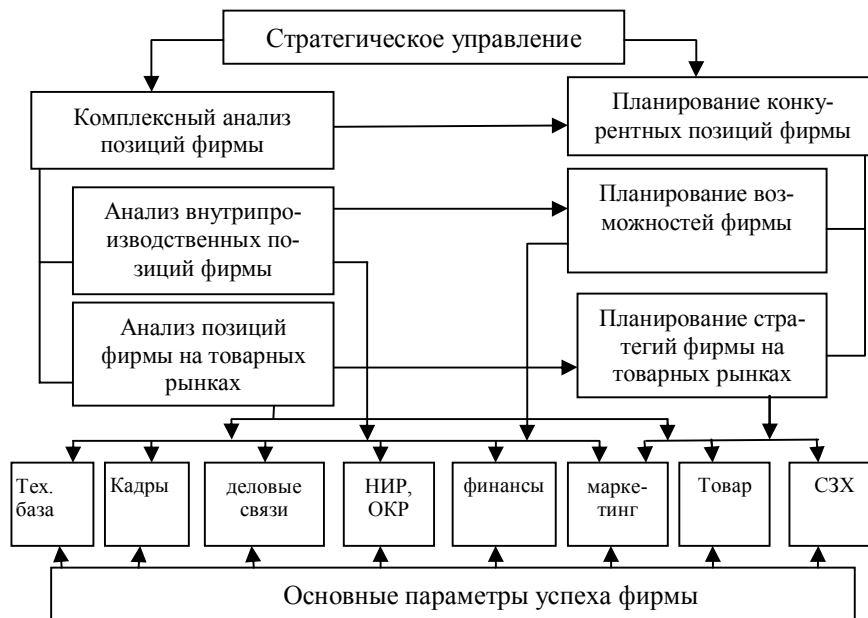 Стратегическое управление
Комплексный анализ
позиций фирмы
Планирование конку-
рентных позиций фирмы
Анализ внутрипро-
изводственных по-
зиций фирмы
Планирование воз-
можностей фирмы
Анализ позиций
фирмы на товарных
рынках
Планирование стра-
тегий фирмы на
товарных рынках
Тех.
база
Кадры
деловые
связи
НИР,
ОКР
финансы
марке-
тинг
Товар
СЗХ
Основные параметры успеха фирмы